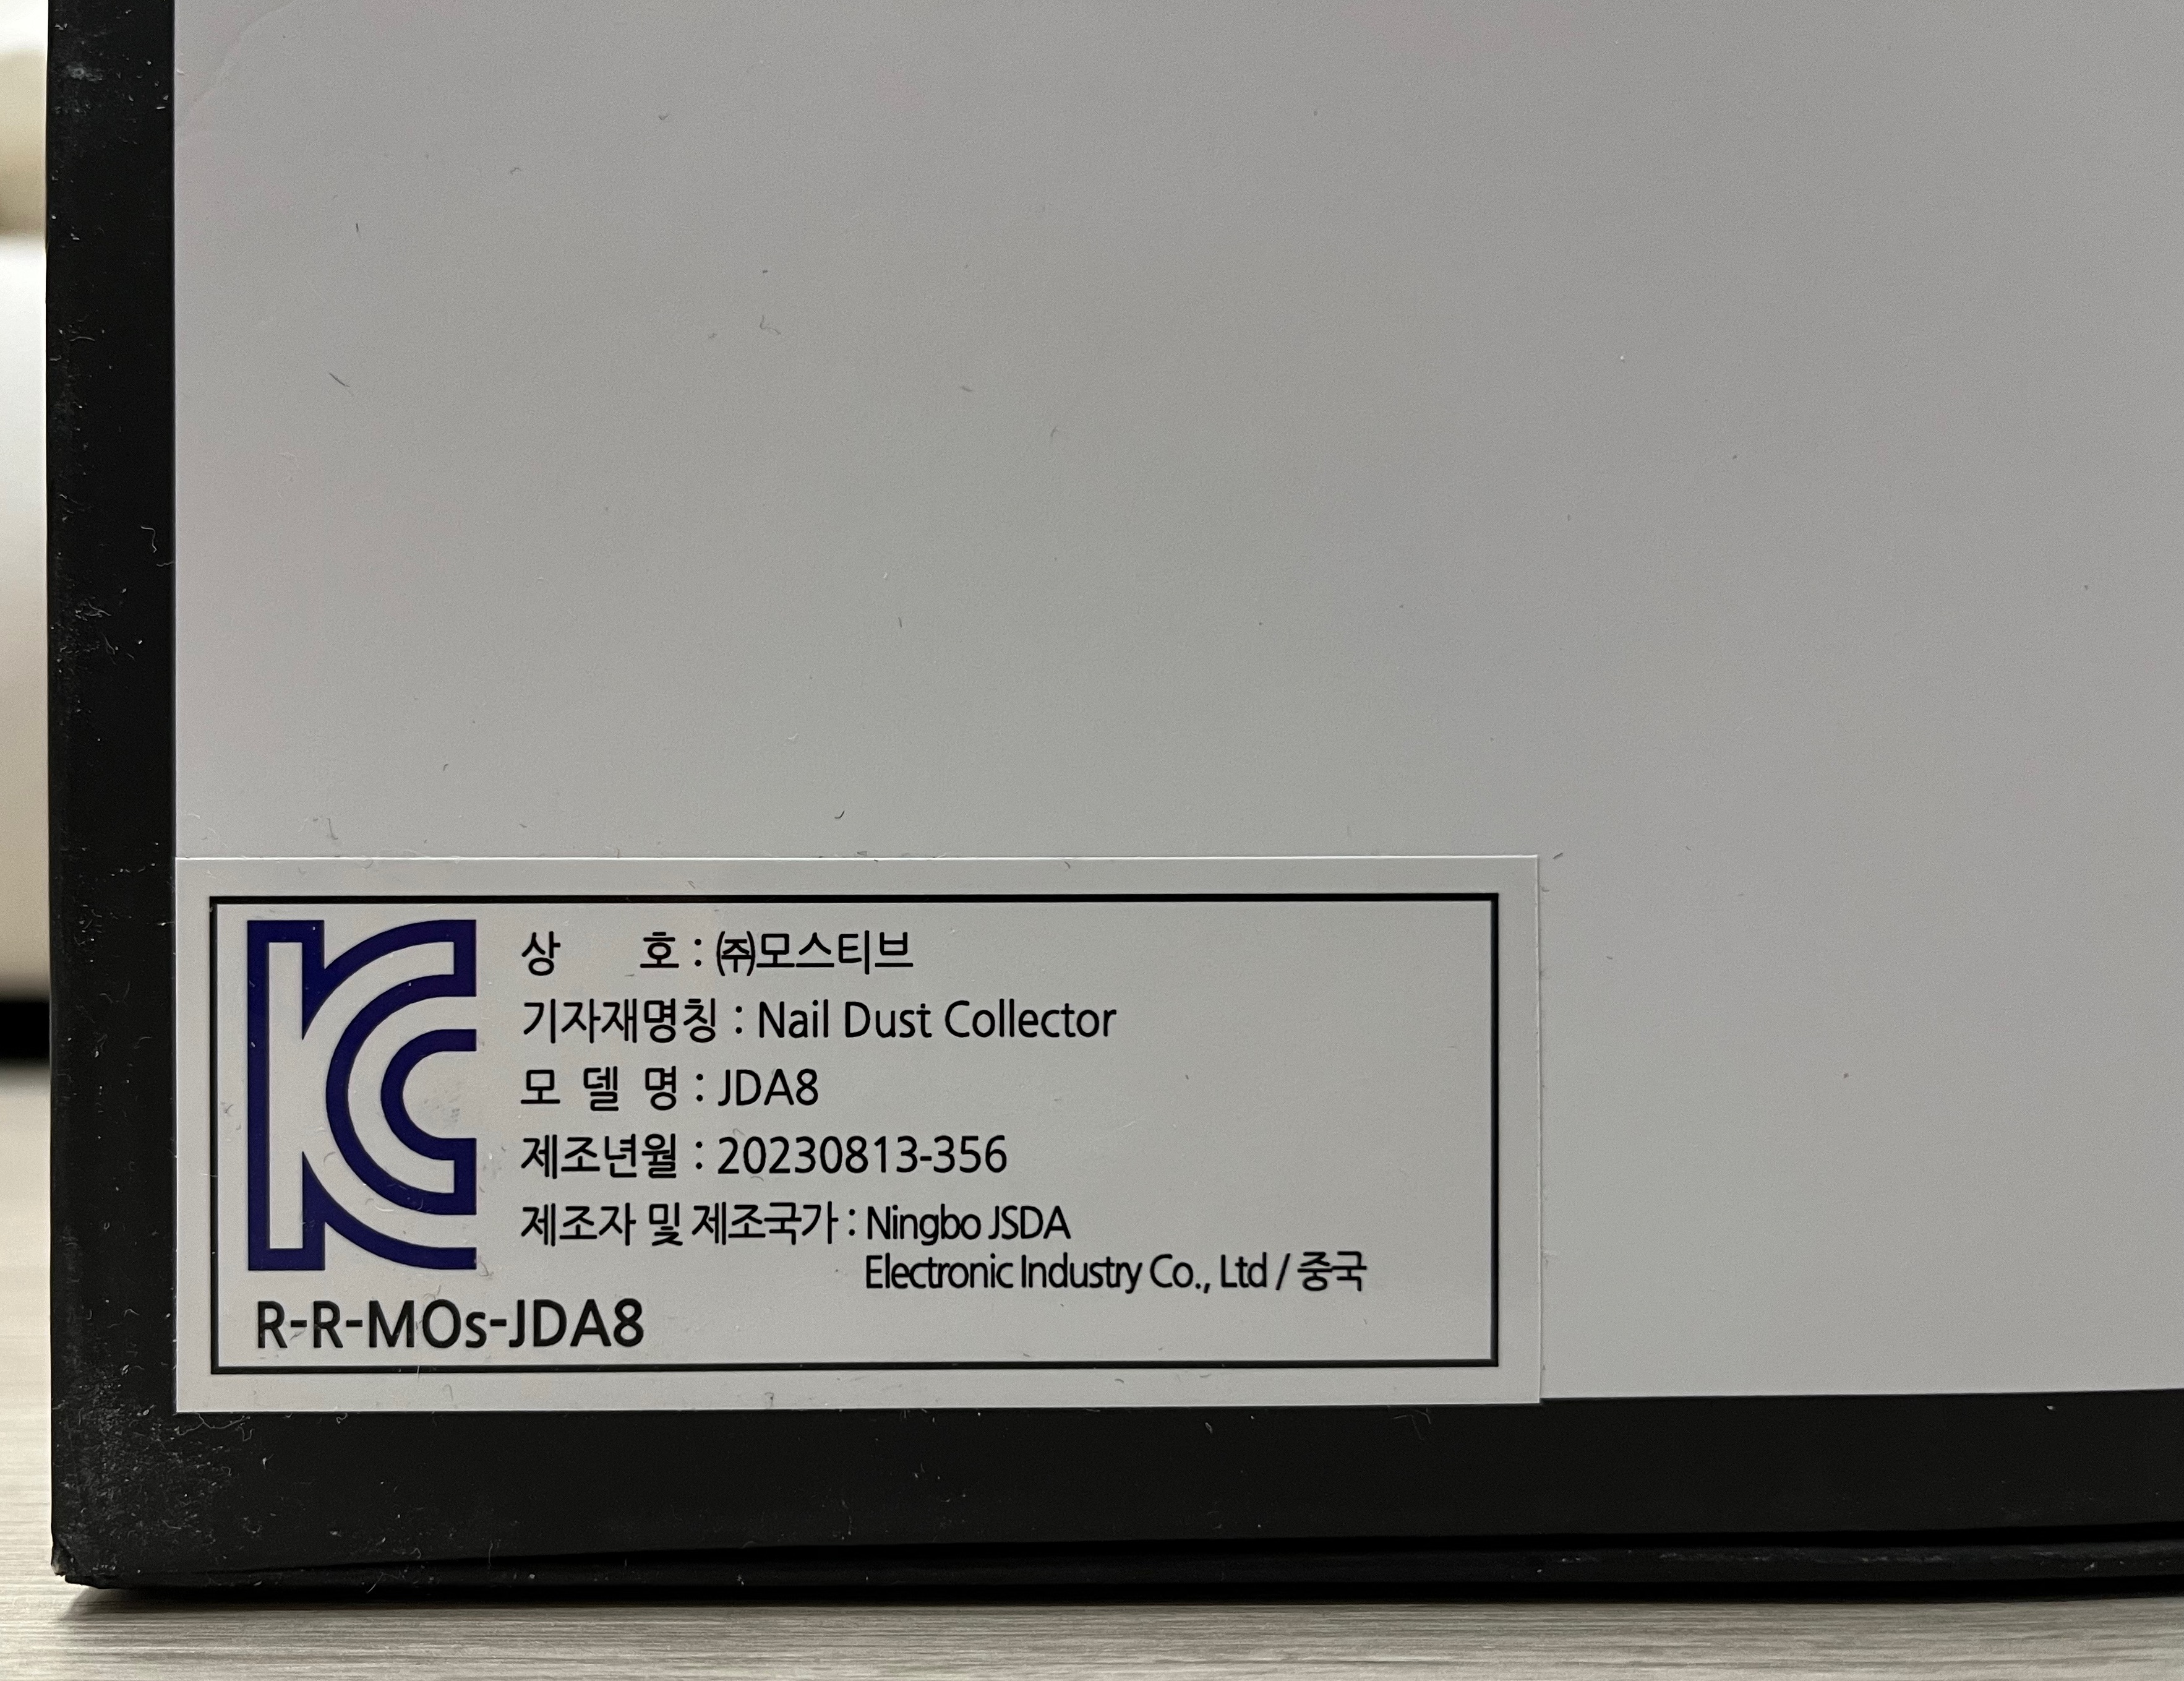 KC
상 호 : ㈜모스티브
기자재명칭 : Nail Dust Collector
모 델 명 : JDA8
제조년월 : 20230813-356
제조자 및 제조국가 : Ningbo JSDA
Electronic Industry Co., Ltd / 중국
R-R-MOs-JDA8